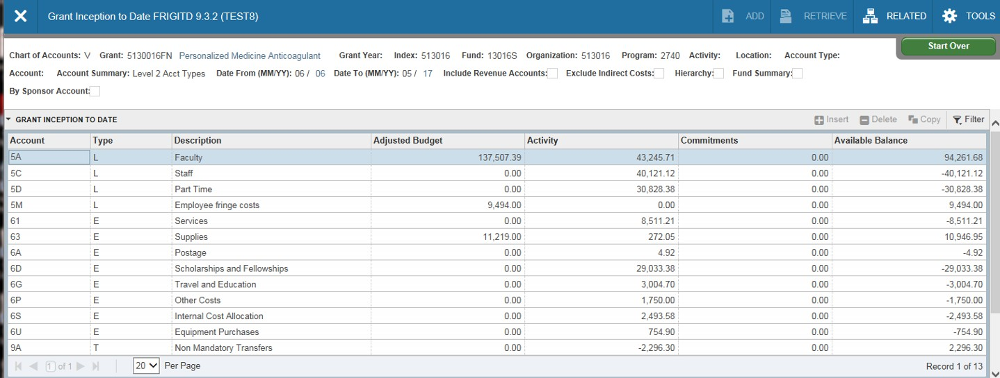 Grant Inception to Date FRIGITD 9.3.2 (TEST8) ADD RETRIEVE RELATED TOOLS
Start Over
Chart of Accounts: V Grant: 5130016FN Personalized Medicine Anticoagulant Grant Year: Index: 513016 Fund: 13016S Organization: 513016 Program: 2740 Activity: Location: Account Type:
Account: Account Summary: Level 2 Acct Types Date From (MM/YY): 06 / 06 Date To (MM/YY): 05 / 17 Include Revenue Accounts: Exclude Indirect Costs: Hierarchy: Fund Summary:
By Sponsor Account:
GRANT INCEPTION TO DATE Insert Delete Copy Filter
Account Type Description Adjusted Budget Activity Commitments Available Balance
5A L Faculty 137,507.39 43,245.71 0.00 94,261.68
5C L Staff 0.00 40,121.12 0.00 -40,121.12
5D L Part Time 0.00 30,828.38 0.00 -30,828.38
5M L Employee fringe costs 9,494.00 0.00 0.00 9,494.00
61 E Services 0.00 8,511.21 0.00 -8,511.21
63 E Supplies 11,219.00 272.05 0.00 10,946.95
6A E Postage 0.00 4.92 0.00 -4.92
6D E Scholarships and Fellowships 0.00 29,033.38 0.00 -29,033.38
6G E Travel and Education 0.00 3,004.70 0.00 -3,004.70
6P E Other Costs 0.00 1,750.00 0.00 -1,750.00
6S E Internal Cost Allocation 0.00 2,493.58 0.00 -2,493.58
6U E Equipment Purchases 0.00 754.90 0.00 -754.90
9A T Non Mandatory Transfers 0.00 -2,296.30 0.00 2,296.30
1 of 1 20 Per Page Record 1 of 13